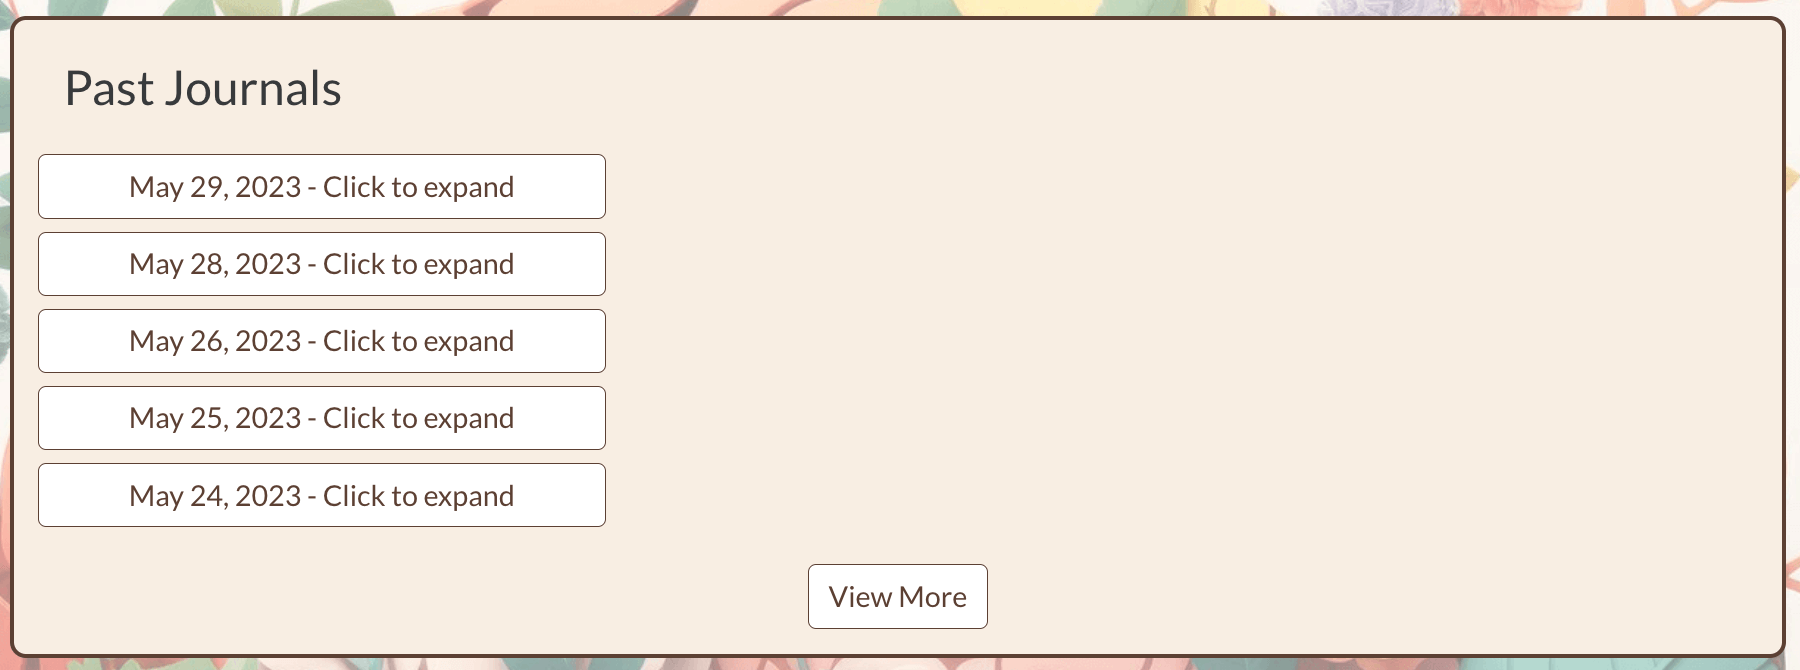 Past Journals
May 29, 2023 - Click to expand
May 28, 2023 - Click to expand
May 26, 2023 - Click to expand
May 25, 2023 - Click to expand
May 24, 2023 - Click to expand
View More